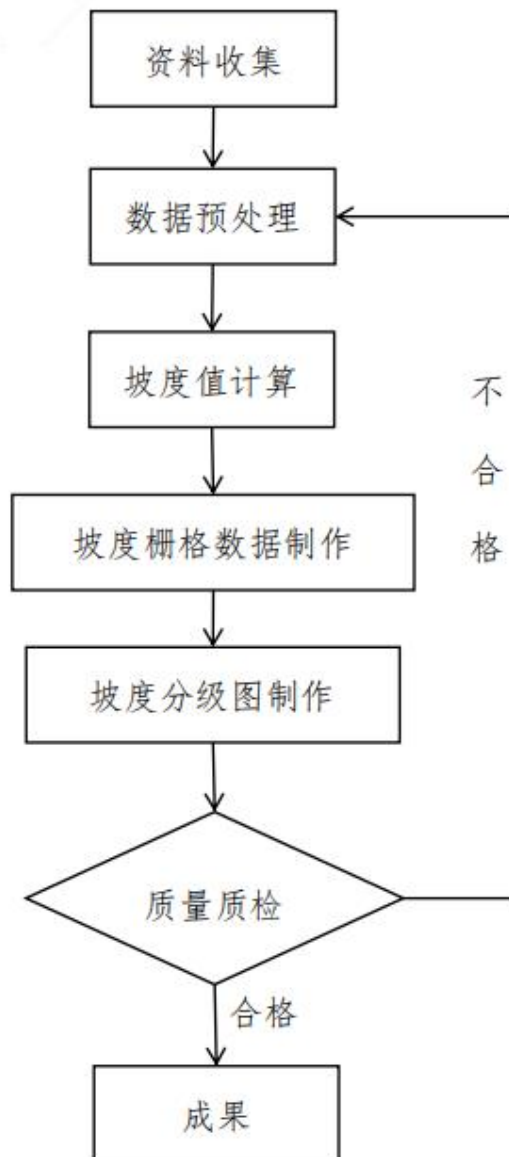 资料收集
数据预处理
坡度值计算
不合格
坡度栅格数据制作
坡度分级图制作
质量质检
合格
成果